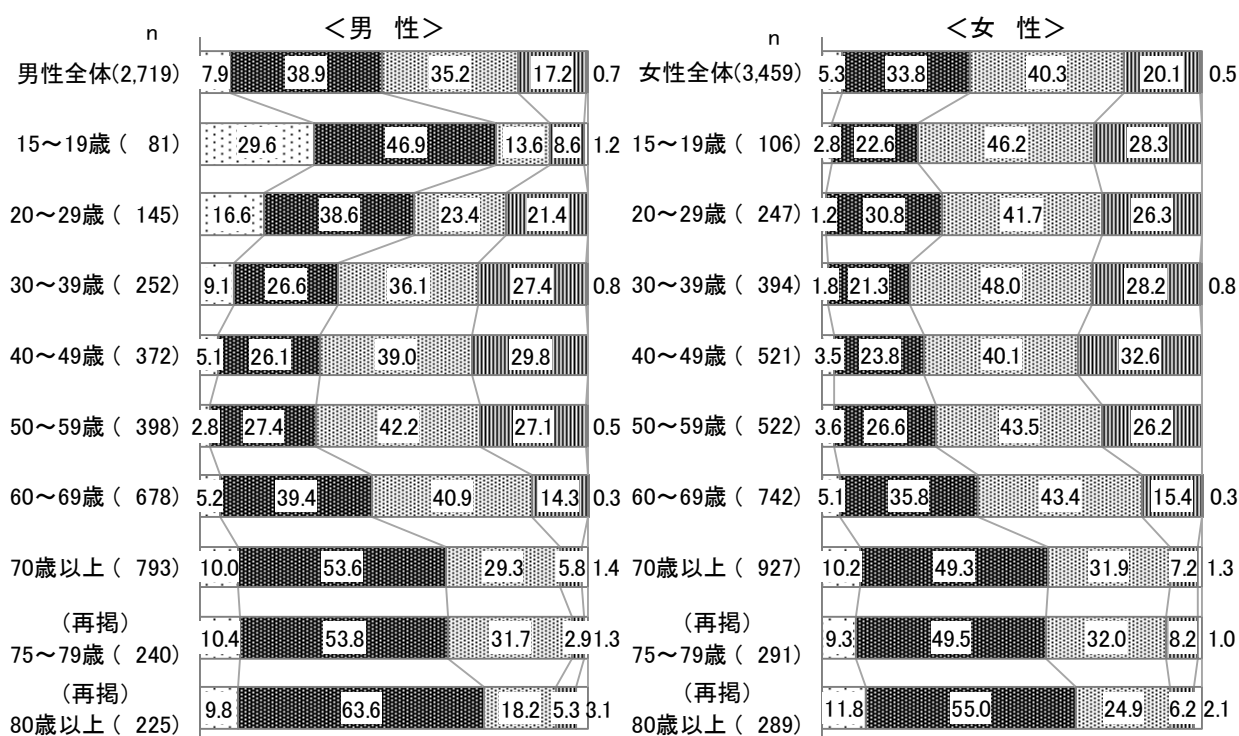 ＜男　性＞
n
男性全体(2,719) 7.9 38.9 35.2 17.2 0.7
15～19歳（　81） 29.6 46.9 13.6 8.6 1.2
20～29歳（　145） 16.6 38.6 23.4 21.4
30～39歳（　252） 9.1 26.6 36.1 27.4 0.8
40～49歳（　372） 5.1 26.1 39.0 29.8
50～59歳（　398） 2.8 27.4 42.2 27.1 0.5
60～69歳（　678） 5.2 39.4 40.9 14.3 0.3
70歳以上（　793） 10.0 53.6 29.3 5.8 1.4
（再掲）
75～79歳（　240） 10.4 53.8 31.7 2.9 1.3
（再掲）
80歳以上（　225） 9.8 63.6 18.2 5.3 3.1
＜女　性＞
n
女性全体(3,459) 5.3 33.8 40.3 20.1 0.5
15～19歳（　106） 2.8 22.6 46.2 28.3
20～29歳（　247） 1.2 30.8 41.7 26.3
30～39歳（　394） 1.8 21.3 48.0 28.2 0.8
40～49歳（　521） 3.5 23.8 40.1 32.6
50～59歳（　522） 3.6 26.6 43.5 26.2
60～69歳（　742） 5.1 35.8 43.4 15.4 0.3
70歳以上（　927） 10.2 49.3 31.9 7.2 1.3
（再掲）
75～79歳（　291） 9.3 49.5 32.0 8.2 1.0
（再掲）
80歳以上（　289） 11.8 55.0 24.9 6.2 2.1